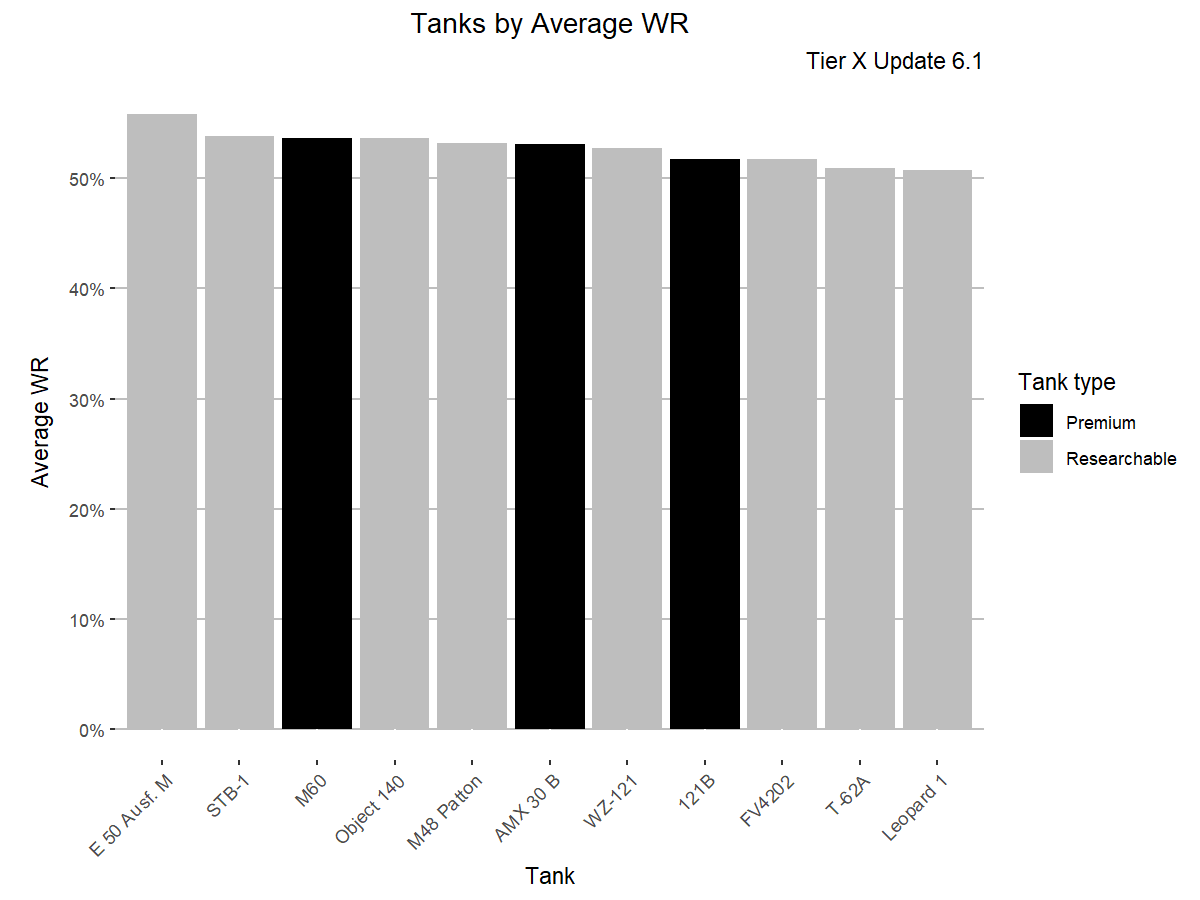 Tanks by Average WR
Tier X Update 6.1
Average WR
50%
40%
30%
20%
10%
0%
E 50 Ausf. M
STB-1
M60
Object 140
M48 Patton
AMX 30 B
WZ-121
121B
FV4202
T-62A
Leopard 1
Tank
Tank type
Premium
Researchable